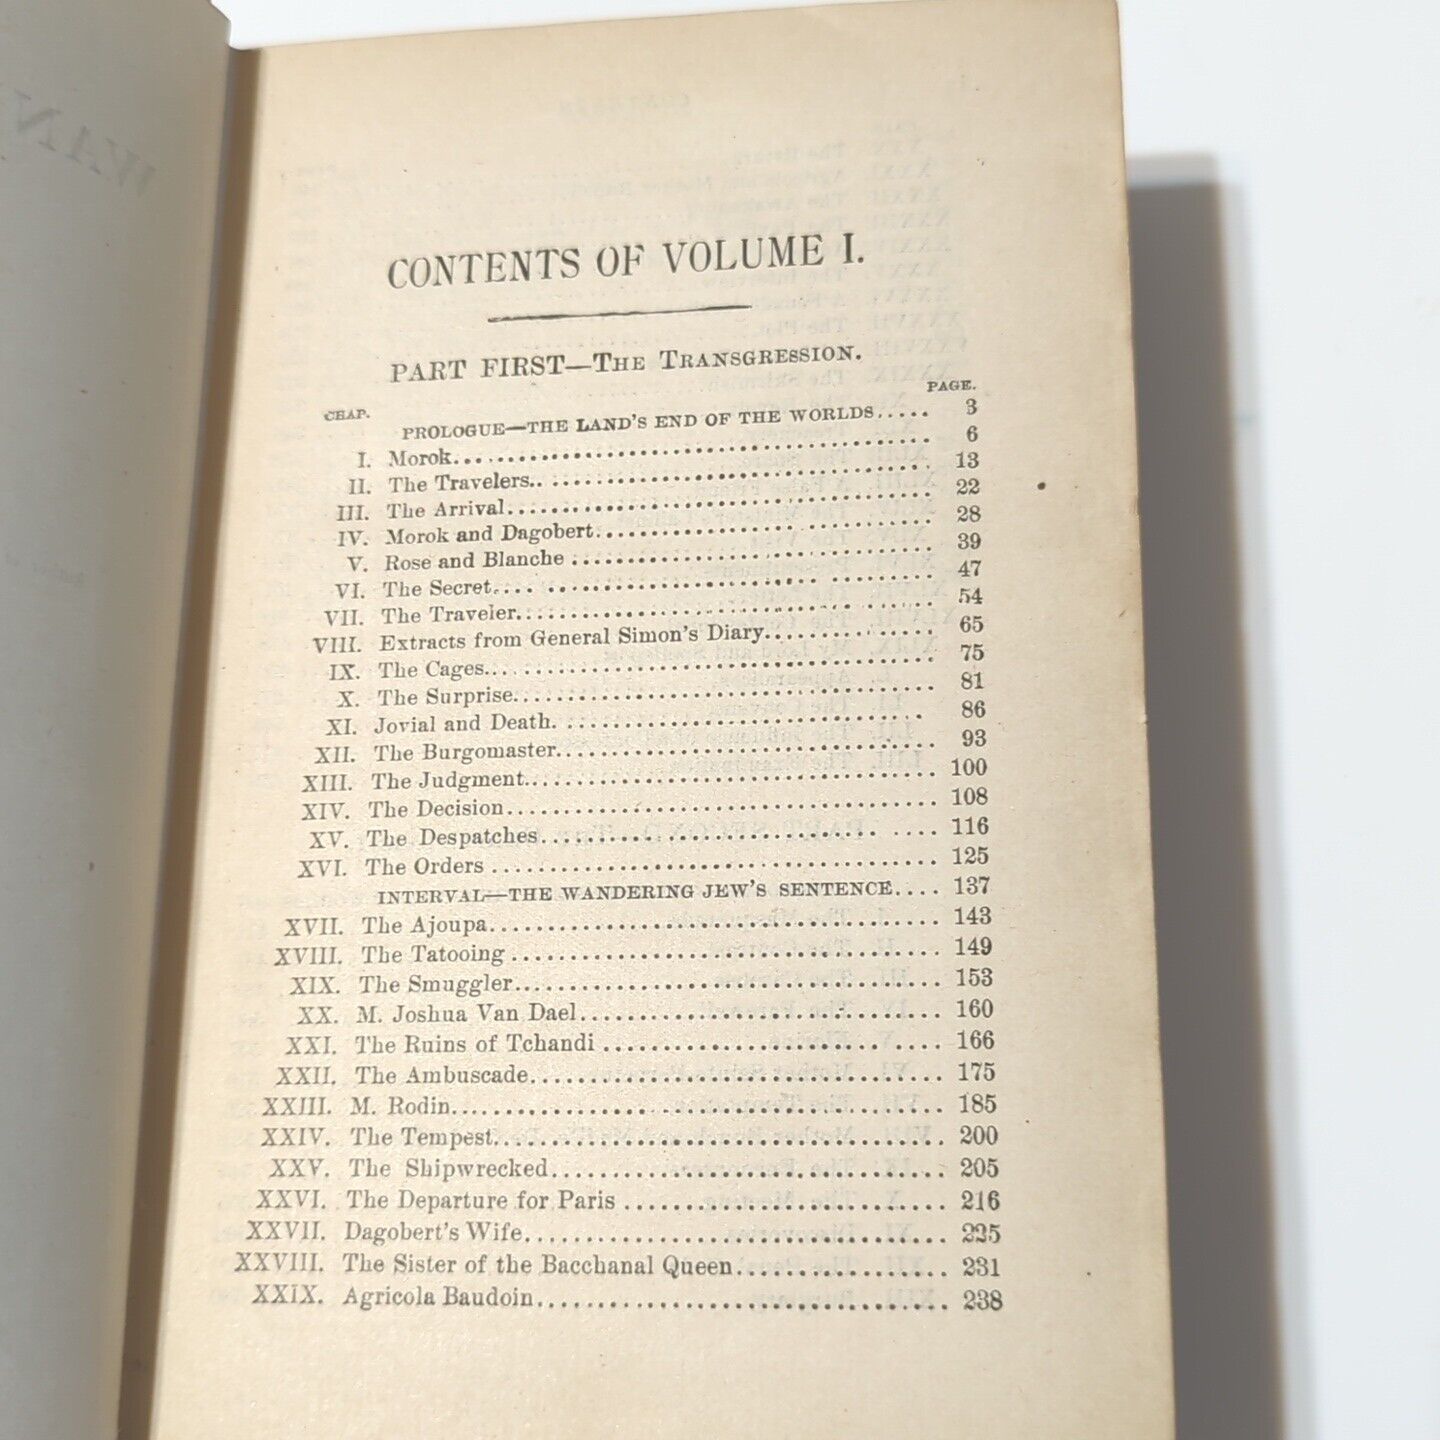 CONTENTS OF VOLUME I.
PART FIRST—THE TRANSGRESSION.
CHAP. PAGE.
PROLOGUE—THE LAND'S END OF THE WORLDS..... 3
I. Morok........................................ 6
II. The Travelers................................ 13
III. The Arrival.................................. 22
IV. Morok and Dagobert........................... 28
V. Rose and Blanche ............................ 39
VI. The Secret................................... 47
VII. The Traveler................................. 54
VIII. Extracts from General Simon's Diary.............. 65
IX. The Cages.................................... 75
X. The Surprise................................. 81
XI. Jovial and Death............................. 86
XII. The Burgomaster.............................. 93
XIII. The Judgment................................. 100
XIV. The Decision................................. 108
XV. The Despatches............................... 116
XVI. The Orders .................................. 125
INTERVAL—THE WANDERING JEW'S SENTENCE.... 137
XVII. The Ajoupa................................... 143
XVIII. The Tatooing ................................ 149
XIX. The Smuggler................................. 153
XX. M. Joshua Van Dael............................. 160
XXI. The Ruins of Tchandi .......................... 166
XXII. The Ambuscade................................ 175
XXIII. M. Rodin..................................... 185
XXIV. The Tempest.................................. 200
XXV. The Shipwrecked.............................. 205
XXVI. The Departure for Paris ......................... 216
XXVII. Dagobert's Wife................................ 225
XXVIII. The Sister of the Bacchanal Queen................. 231
XXIX. Agricola Baudoin............................... 238